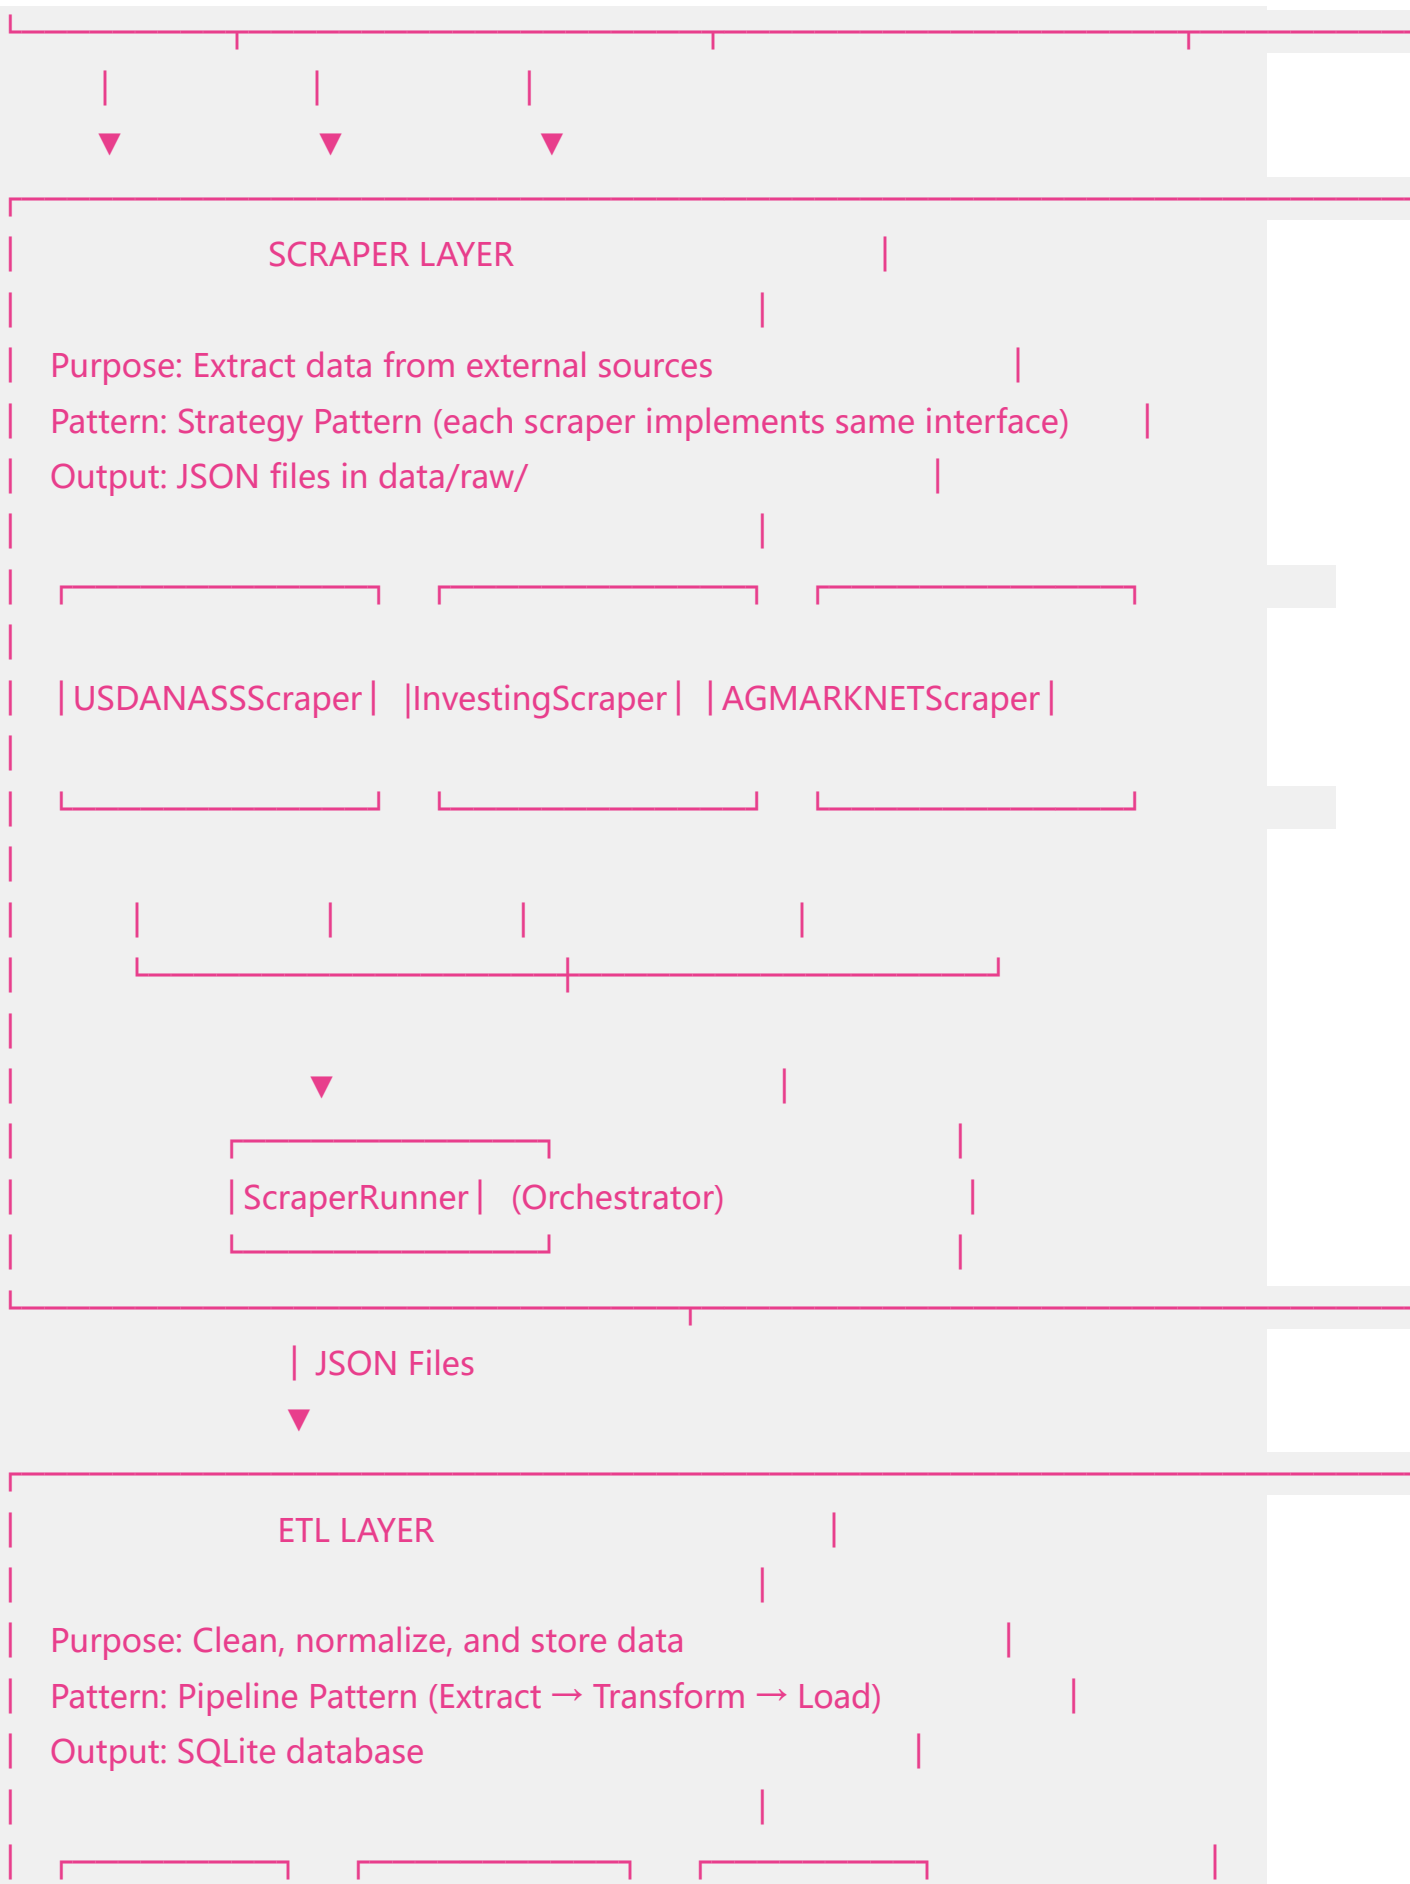 SCRAPER LAYER
Purpose: Extract data from external sources
Pattern: Strategy Pattern (each scraper implements same interface)
Output: JSON files in data/raw/
USDANASSScraper InvestingScraper AGMARKNETScraper
ScraperRunner (Orchestrator)
JSON Files
ETL LAYER
Purpose: Clean, normalize, and store data
Pattern: Pipeline Pattern (Extract → Transform → Load)
Output: SQLite database